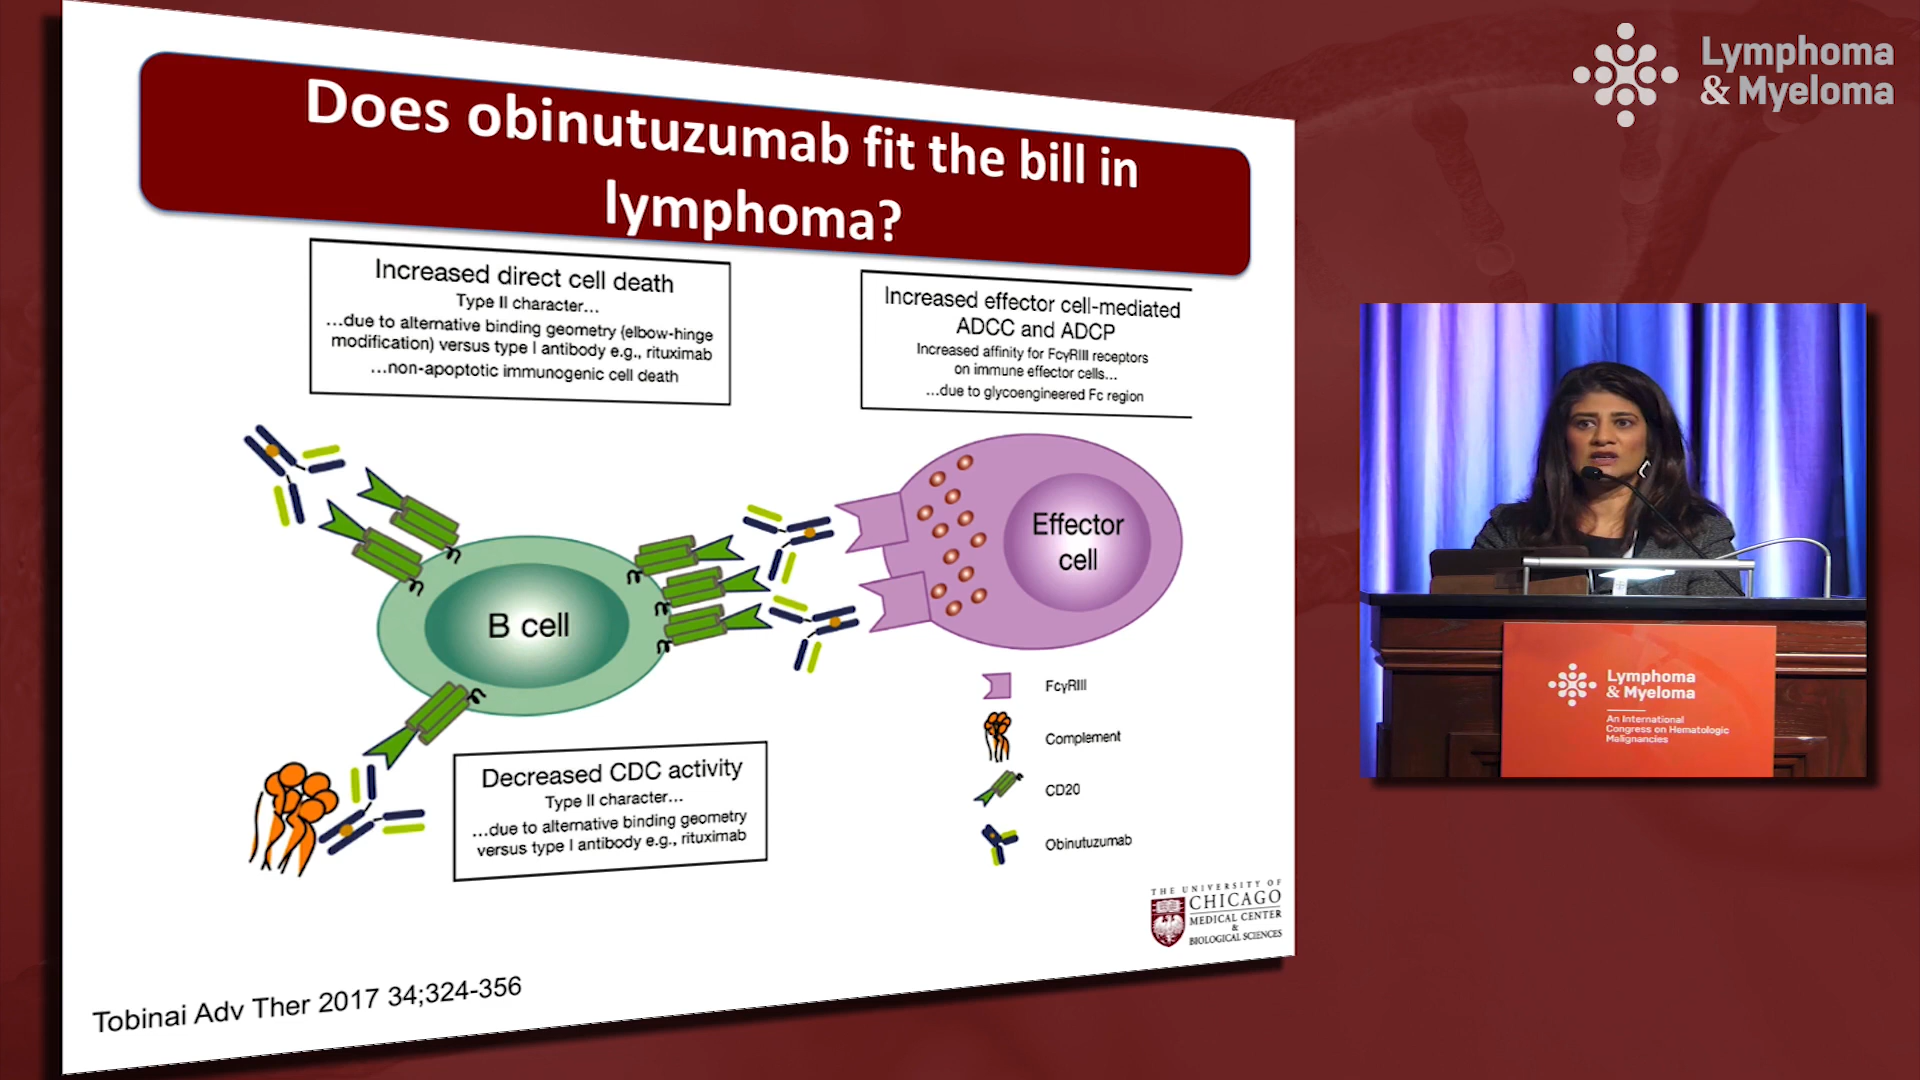 Lymphoma
& Myeloma
Does obinutuzumab fit the bill in
lymphoma?
Increased direct cell death
Type II character...
...due to alternative binding geometry (elbow-hinge
modification) versus type I antibody e.g., rituximab
...non-apoptotic immunogenic cell death
Increased effector cell-mediated
ADCC and ADCP
Increased affinity for FcγRIII receptors
on immune effector cells...
...due to glycoengineered Fc region
Effector
cell
B cell
FcγRIII
Complement
CD20
Obinutuzumab
Decreased CDC activity
Type II character...
...due to alternative binding geometry
versus type I antibody e.g., rituximab
THE UNIVERSITY OF
CHICAGO
MEDICAL CENTER
&
BIOLOGICAL SCIENCES
Tobinai Adv Ther 2017 34;324-356
Lymphoma
& Myeloma
An International
Congress on Hematologic
Malignancies